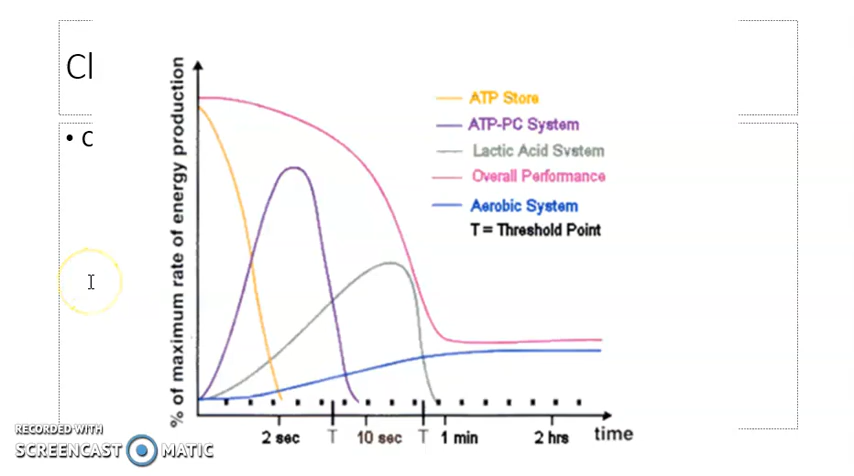 Cl
• C
% of maximum rate of energy production
ATP Store
ATP-PC System
Lactic Acid System
Overall Performance
Aerobic System
T = Threshold Point
2 sec T 10 sec T 1 min 2 hrs time
RECORDED WITH
SCREENCAST MATIC